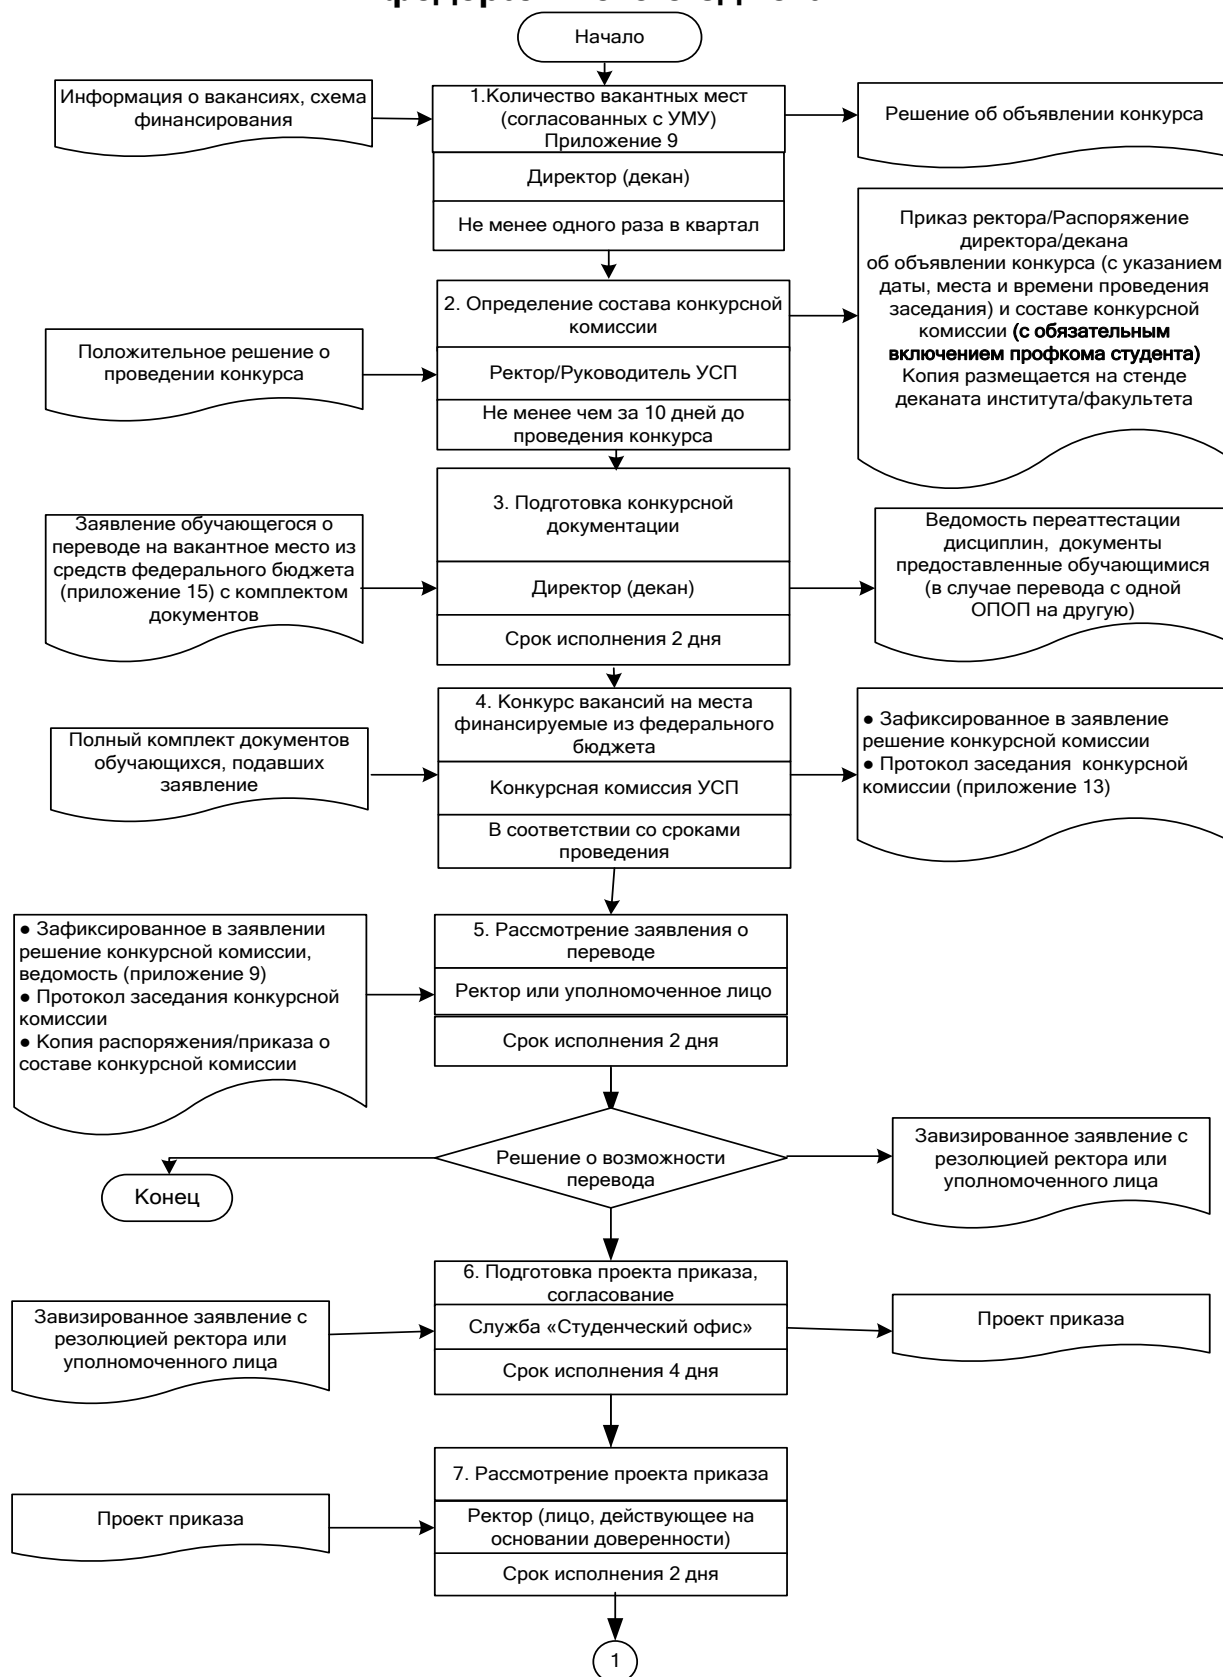 Начало
Информация о вакансиях, схема
финансирования
1.Количество вакантных мест
(согласованных с УМУ)
Приложение 9
Директор (декан)
Не менее одного раза в квартал
Решение об объявлении конкурса
Приказ ректора/Распоряжение
директора/декана
об объявлении конкурса (с указанием
даты, места и времени проведения
заседания) и составе конкурсной
комиссии (с обязательным
включением профкома студента)
Копия размещается на стенде
деканата института/факультета
2. Определение состава конкурсной
комиссии
Ректор/Руководитель УСП
Не менее чем за 10 дней до
проведения конкурса
Положительное решение о
проведении конкурса
3. Подготовка конкурсной
документации
Директор (декан)
Срок исполнения 2 дня
Заявление обучающегося о
переводе на вакантное место из
средств федерального бюджета
(приложение 15) с комплектом
документов
Ведомость переаттестации
дисциплин, документы
предоставленные обучающимися
(в случае перевода с одной
ОПОП на другую)
4. Конкурс вакансий на места
финансируемые из федерального
бюджета
Конкурсная комиссия УСП
В соответствии со сроками
проведения
Полный комплект документов
обучающихся, подавших
заявление
● Зафиксированное в заявление
решение конкурсной комиссии
● Протокол заседания конкурсной
комиссии (приложение 13)
● Зафиксированное в заявлении
решение конкурсной комиссии,
ведомость (приложение 9)
● Протокол заседания конкурсной
комиссии
● Копия распоряжения/приказа о
составе конкурсной комиссии
5. Рассмотрение заявления о
переводе
Ректор или уполномоченное лицо
Срок исполнения 2 дня
Решение о возможности
перевода
Конец
Завизированное заявление с
резолюцией ректора или
уполномоченного лица
6. Подготовка проекта приказа,
согласование
Служба «Студенческий офис»
Срок исполнения 4 дня
Завизированное заявление с
резолюцией ректора или
уполномоченного лица
Проект приказа
7. Рассмотрение проекта приказа
Ректор (лицо, действующее на
основании доверенности)
Срок исполнения 2 дня
Проект приказа
1